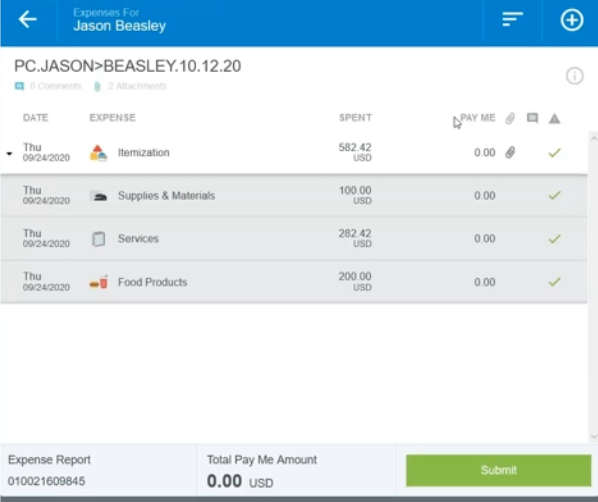 Expenses For
Jason Beasley
PC.JASON>BEASLEY.10.12.20
0 Comments 2 Attachments
DATE EXPENSE SPENT PAY ME
Thu
09/24/2020 Itemization 582.42 USD 0.00
Thu
09/24/2020 Supplies & Materials 100.00 USD 0.00
Thu
09/24/2020 Services 282.42 USD 0.00
Thu
09/24/2020 Food Products 200.00 USD 0.00
Expense Report Total Pay Me Amount
010021609845 0.00 USD Submit